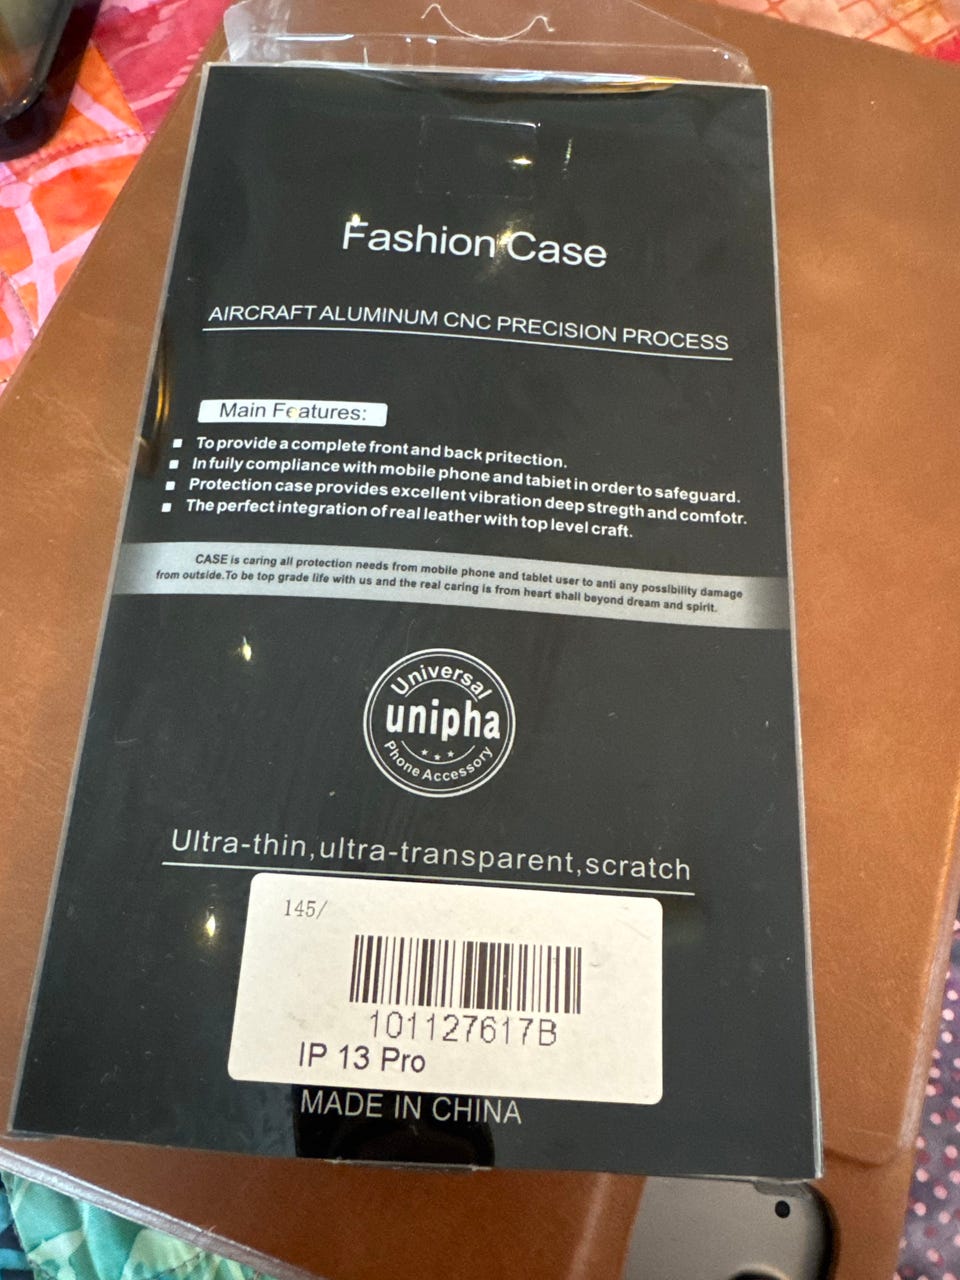 Fashion Case
AIRCRAFT ALUMINUM CNC PRECISION PROCESS
Main Features:
To provide a complete front and back pritection.
In fuily compliance with mobile phone and tabiet in order to safeguard.
Protection case provides excellent vibration deep stregth and comfotr.
The perfect integration of real leather with top level craft.
CASE is caring all protection needs from mobile phone and tablet user to anti any possibility damage
from outside.To be top grade life with us and the real caring is from heart shall beyond dream and spirit.
Universal
unipha
Phone Accessory
Ultra-thin,ultra-transparent,scratch
145/
101127617B
IP 13 Pro
MADE IN CHINA